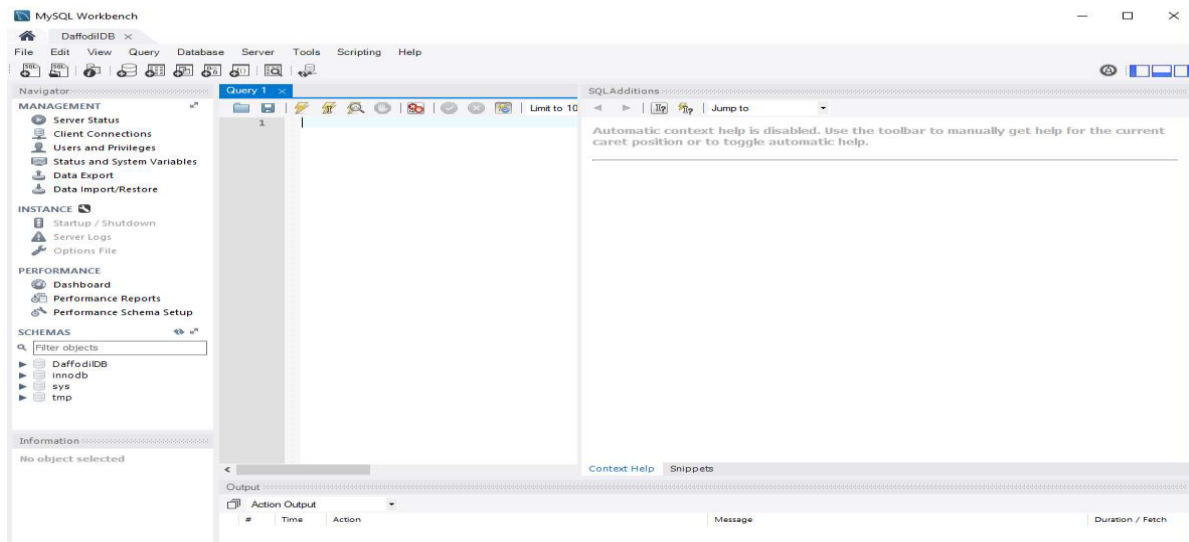 MySQL Workbench
DaffodilDB
File Edit View Query Database Server Tools Scripting Help
Navigator
MANAGEMENT
Server Status
Client Connections
Users and Privileges
Status and System Variables
Data Export
Data Import/Restore
INSTANCE
Startup / Shutdown
Server Logs
Options File
PERFORMANCE
Dashboard
Performance Reports
Performance Schema Setup
SCHEMAS
Filter objects
DaffodilDB
innodb
sys
tmp
Information
No object selected
Query 1
Limit to 10
1
SQLAdditions
Jump to
Automatic context help is disabled. Use the toolbar to manually get help for the current
caret position or to toggle automatic help.
Context Help Snippets
Output
Action Output
# Time Action Message Duration / Fetch